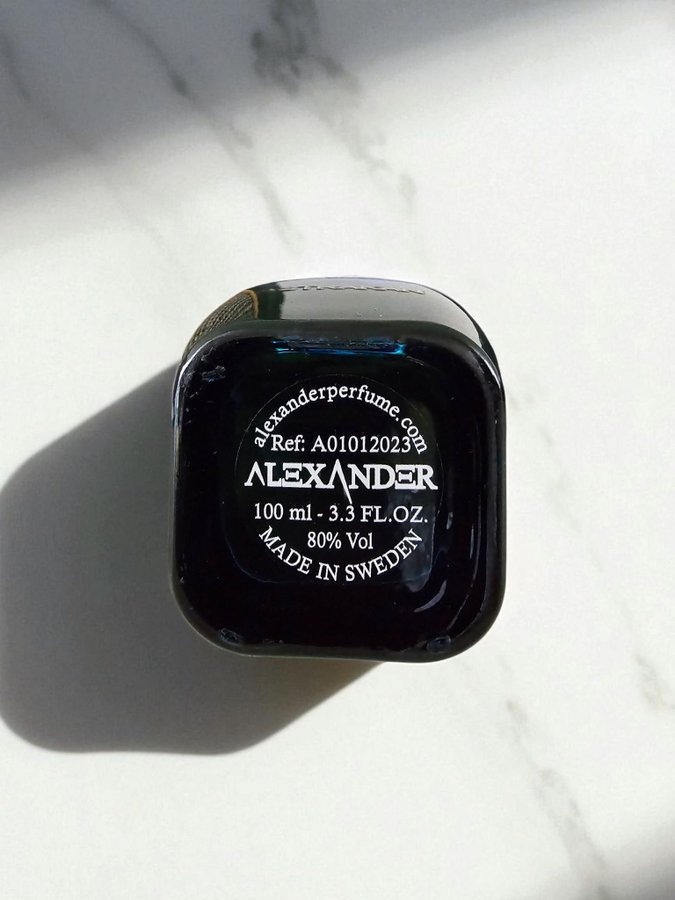 alexanderperfume.com
Ref: A01012023
ALEXANDER
100 ml - 3.3 FL.OZ.
80% Vol
MADE IN SWEDEN